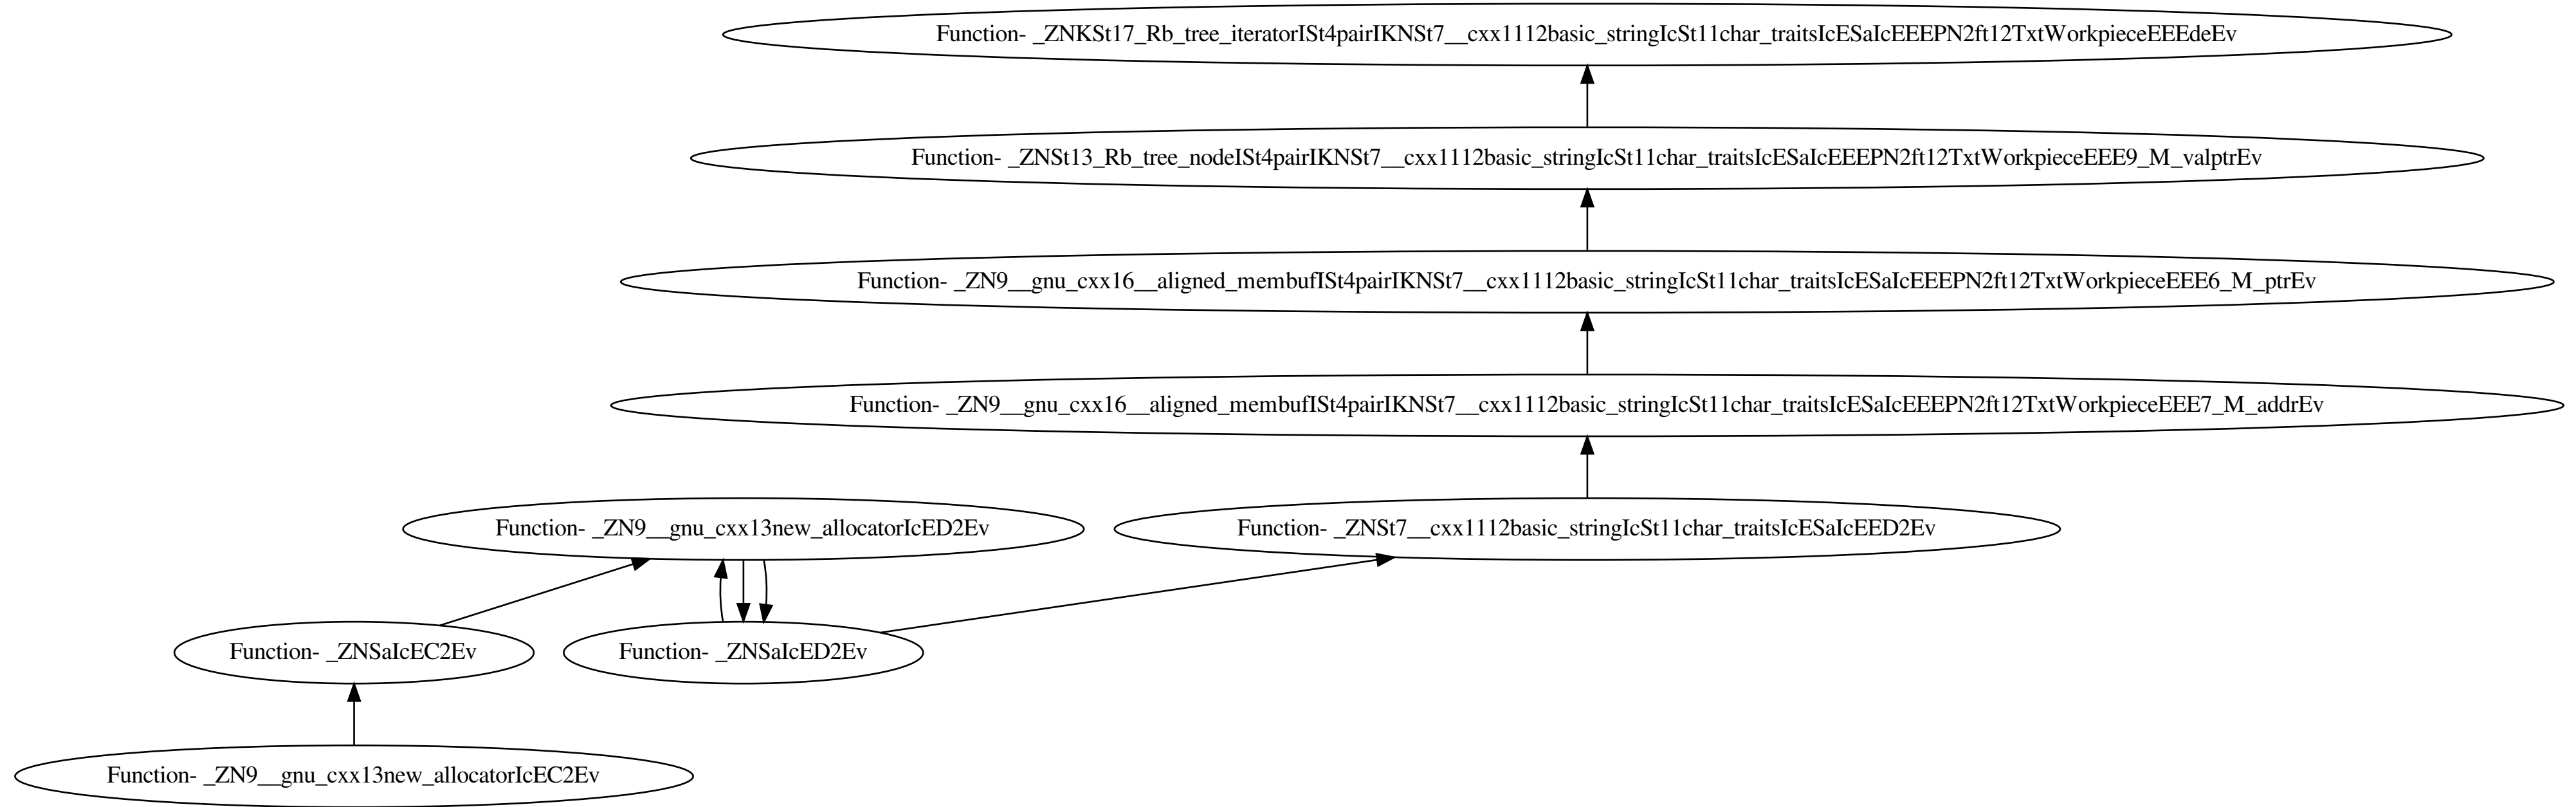 Function- _ZNKSt17_Rb_tree_iteratorISt4pairIKNSt7__cxx1112basic_stringIcSt11char_traitsIcESaIcEEEPN2ft12TxtWorkpieceEEEdeEv
Function- _ZNSt13_Rb_tree_nodeISt4pairIKNSt7__cxx1112basic_stringIcSt11char_traitsIcESaIcEEEPN2ft12TxtWorkpieceEEE9_M_valptrEv
Function- _ZN9__gnu_cxx16__aligned_membufISt4pairIKNSt7__cxx1112basic_stringIcSt11char_traitsIcESaIcEEEPN2ft12TxtWorkpieceEEE6_M_ptrEv
Function- _ZN9__gnu_cxx16__aligned_membufISt4pairIKNSt7__cxx1112basic_stringIcSt11char_traitsIcESaIcEEEPN2ft12TxtWorkpieceEEE7_M_addrEv
Function- _ZN9__gnu_cxx13new_allocatorIcED2Ev
Function- _ZNSt7__cxx1112basic_stringIcSt11char_traitsIcESaIcEED2Ev
Function- _ZNSaIcEC2Ev
Function- _ZNSaIcED2Ev
Function- _ZN9__gnu_cxx13new_allocatorIcEC2Ev